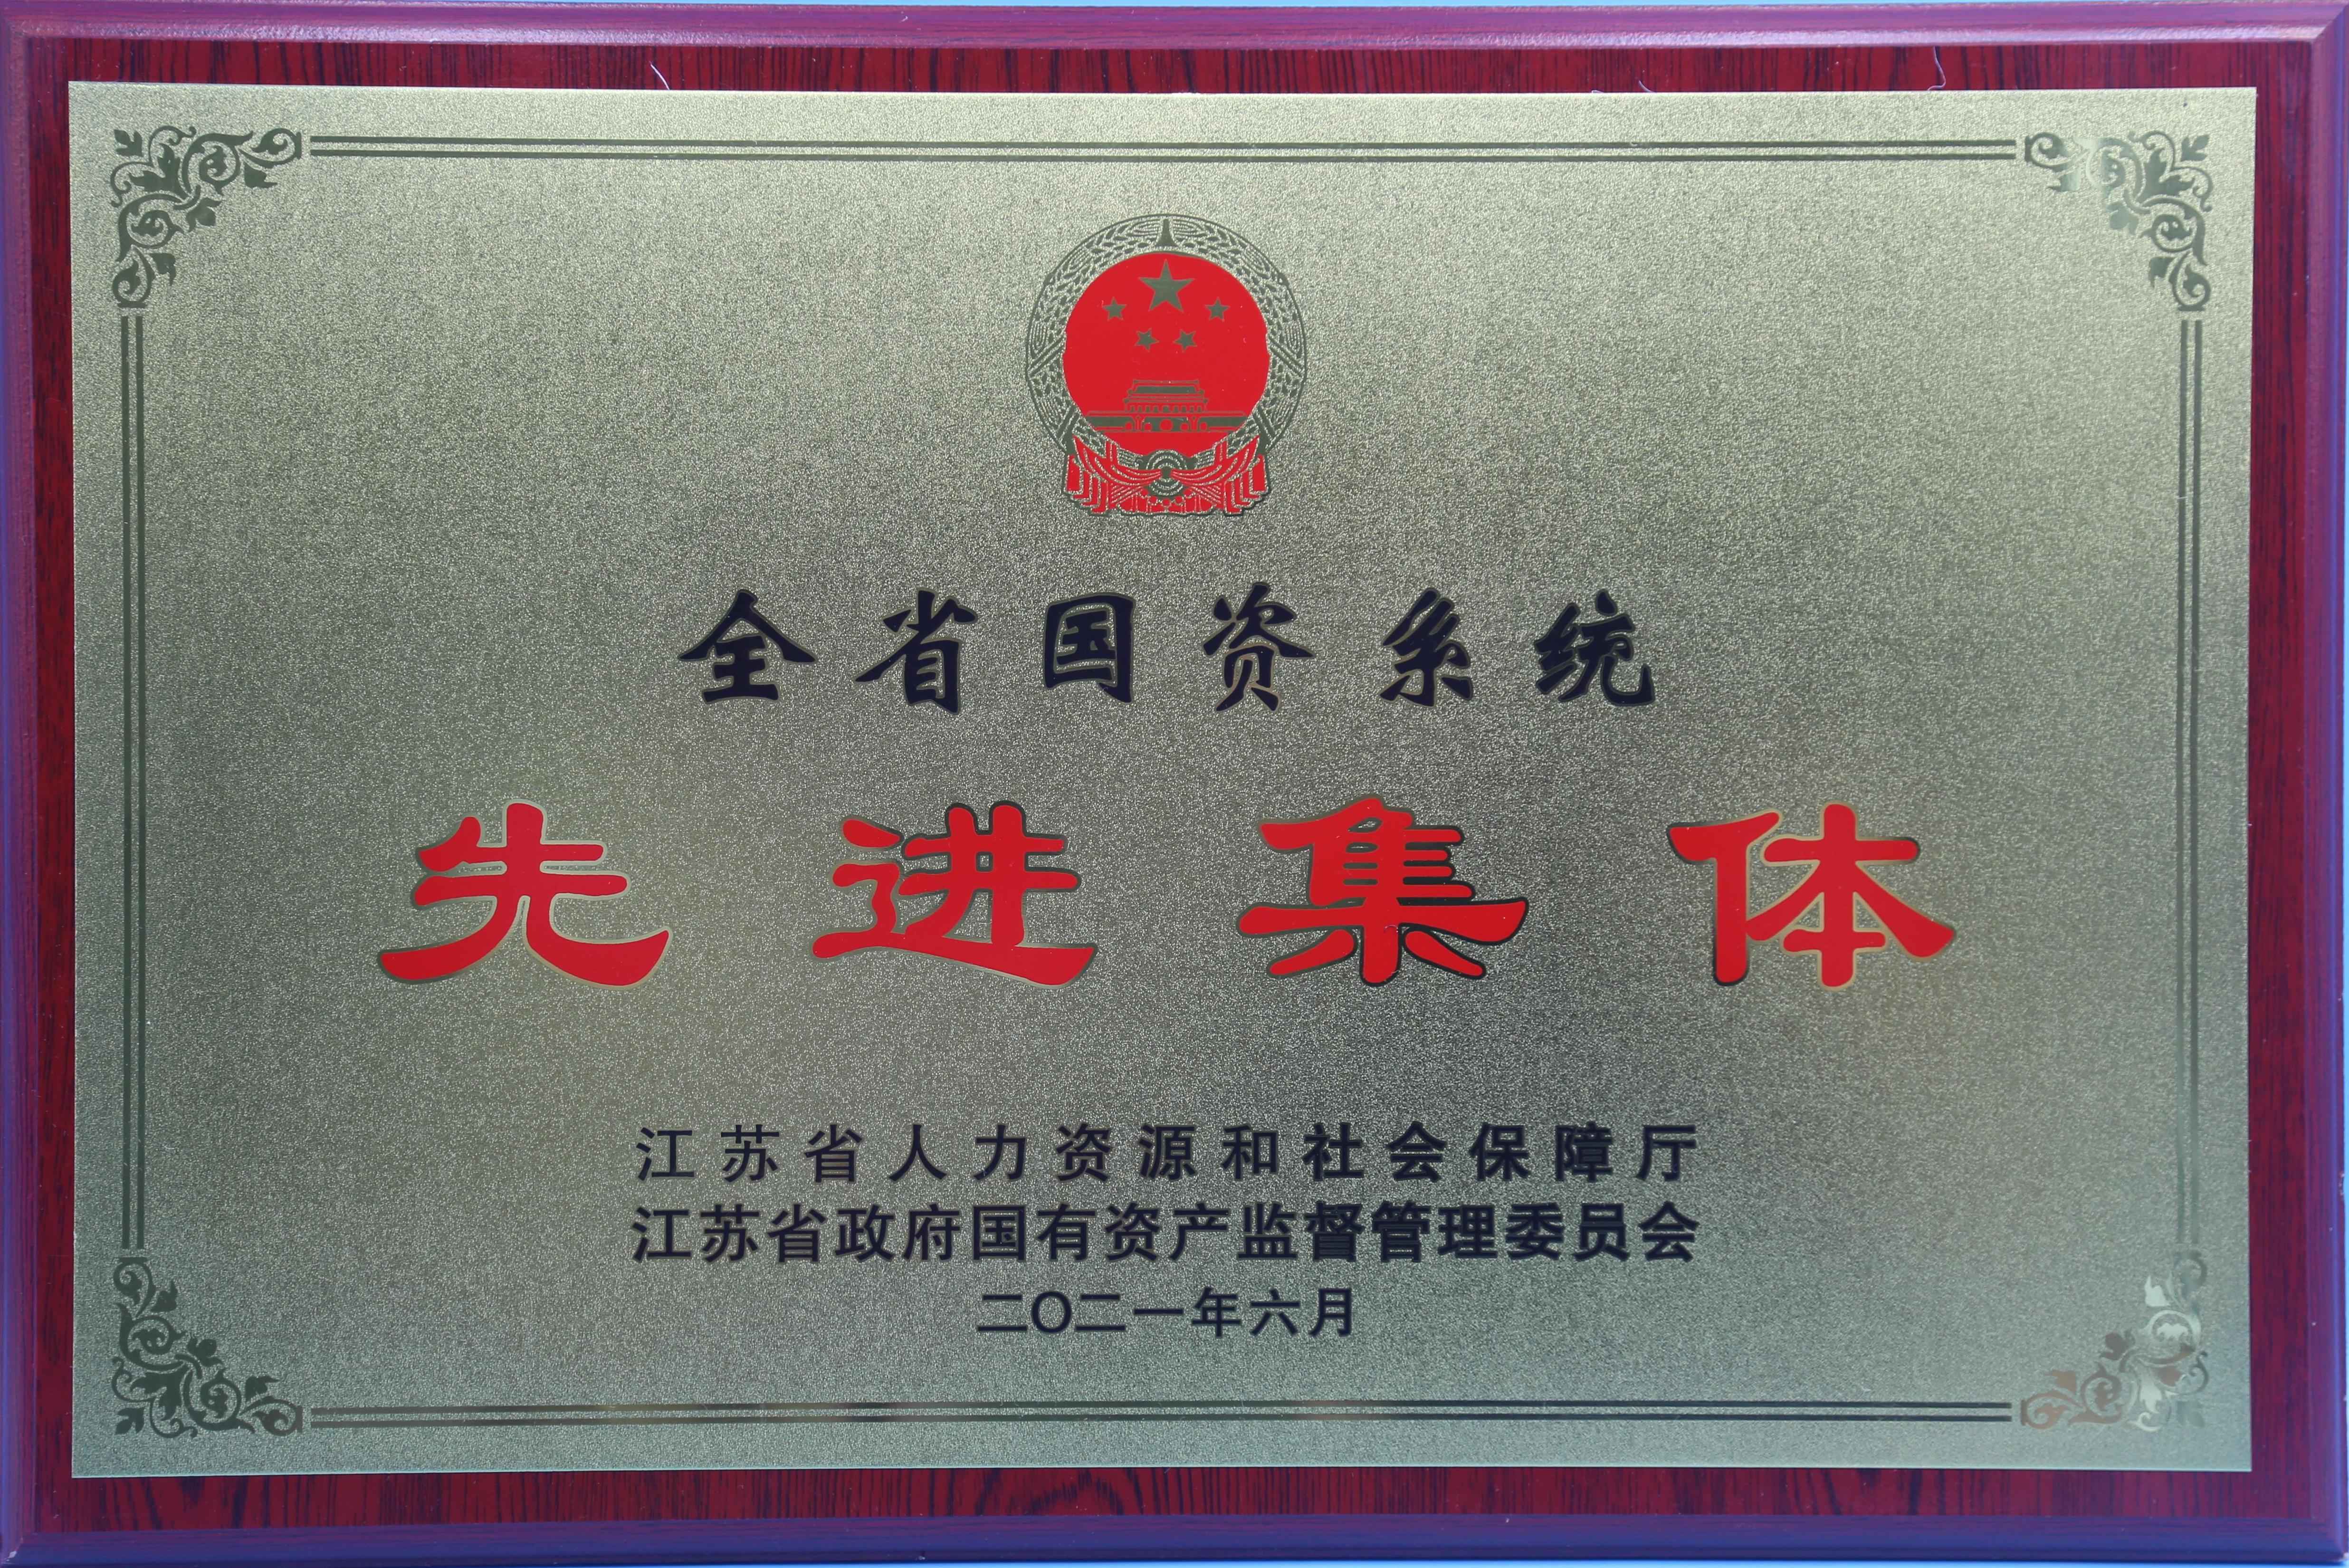 全省国资系统
先进集体
江苏省人力资源和社会保障厅
江苏省政府国有资产监督管理委员会
二〇二一年六月